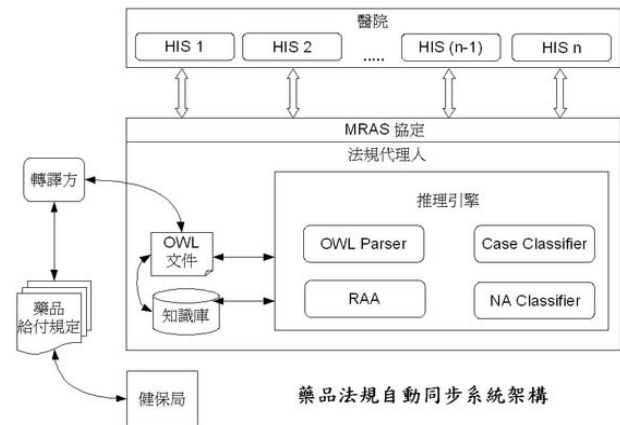 醫院
HIS 1
HIS 2
.....
HIS (n-1)
HIS n
MRAS 協定
法規代理人
轉譯方
推理引擎
OWL
文件
OWL Parser
Case Classifier
知識庫
RAA
NA Classifier
藥品
給付規定
健保局
藥品法規自動同步系統架構